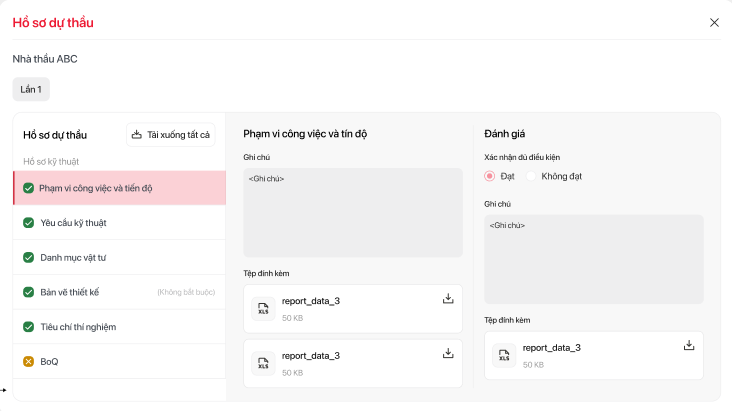 Hồ sơ dự thầu
Nhà thầu ABC
Lần 1
Hồ sơ dự thầu
Tải xuống tất cả
Hồ sơ kỹ thuật
Phạm vi công việc và tiến độ
Yêu cầu kỹ thuật
Danh mục vật tư
Bản vẽ thiết kế
(Không bắt buộc)
Tiêu chí thí nghiệm
BoQ
Phạm vi công việc và tín độ
Ghi chú
<Ghi chú>
Tệp đính kèm
XLS
report_data_3
50 KB
XLS
report_data_3
50 KB
Đánh giá
Xác nhận đủ điều kiện
Đạt
Không đạt
Ghi chú
<Ghi chú>
Tệp đính kèm
XLS
report_data_3
50 KB